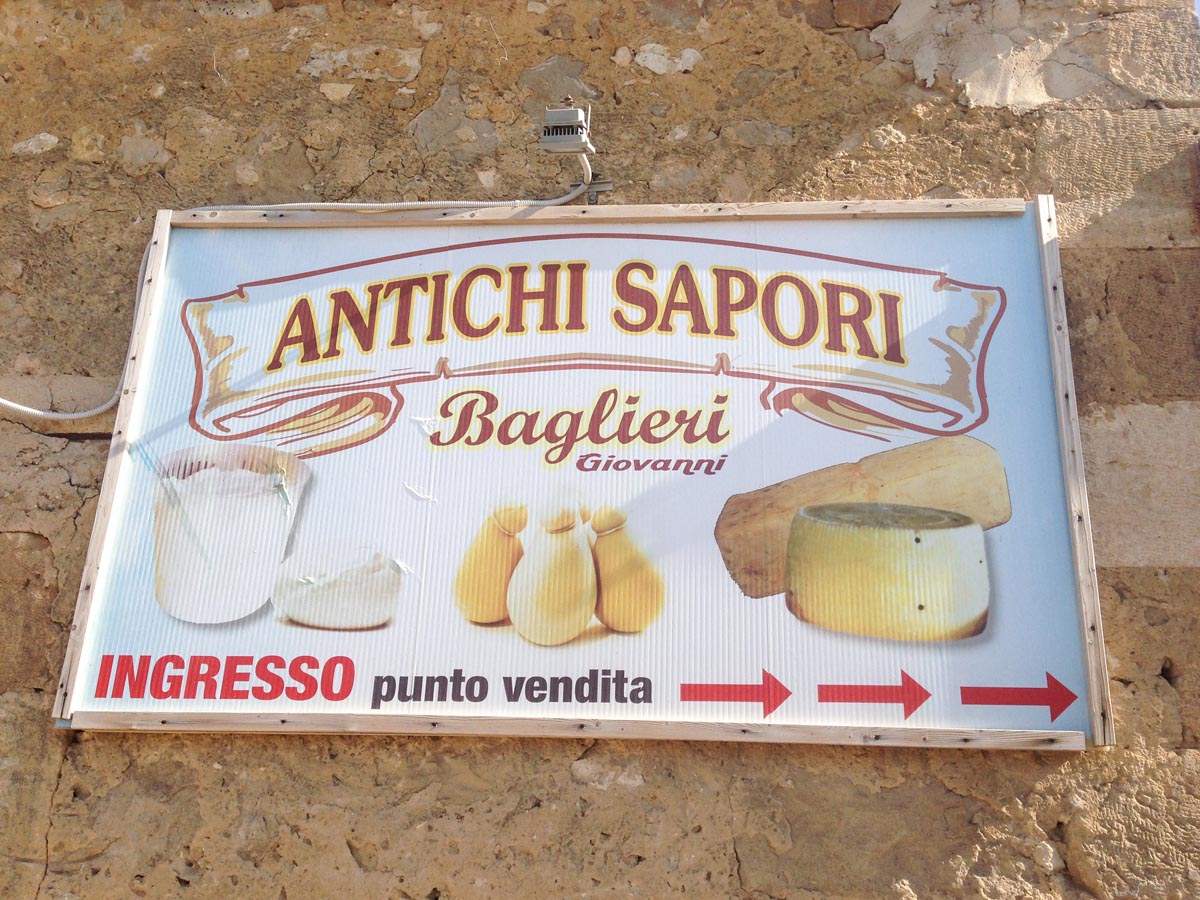 ANTICHI SAPORI
Baglieri
Giovanni
INGRESSO punto vendita